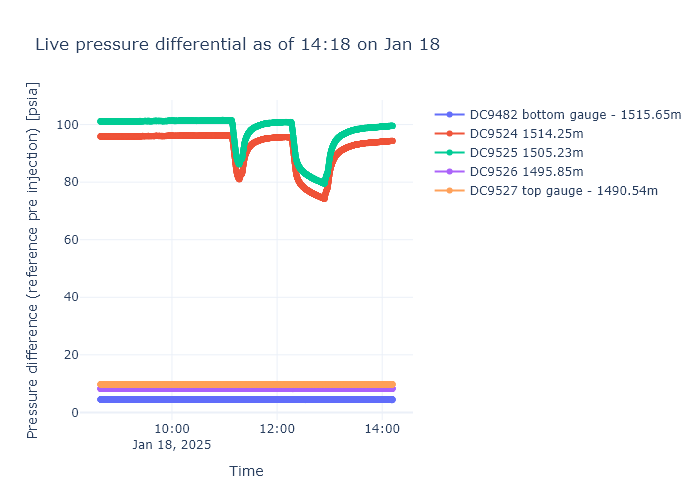 Live pressure differential as of 14:18 on Jan 18
Pressure difference (reference pre injection) [psia]
100
80
60
40
20
0
10:00
Jan 18, 2025
12:00
14:00
Time
DC9482 bottom gauge - 1515.65m
DC9524 1514.25m
DC9525 1505.23m
DC9526 1495.85m
DC9527 top gauge - 1490.54m